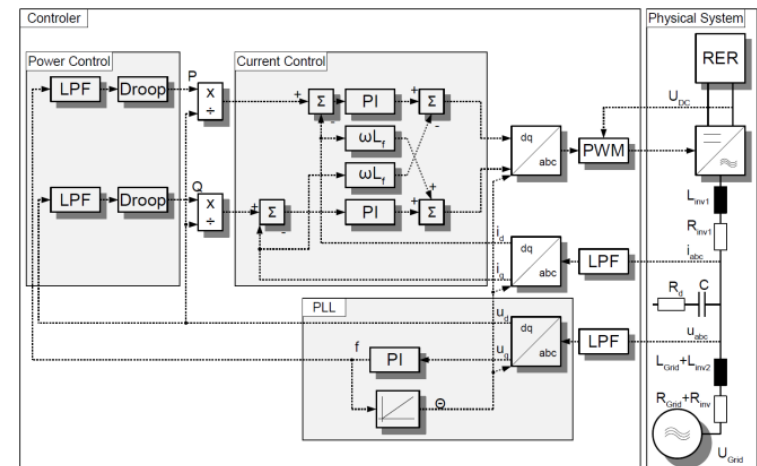 Controler
Physical System
Power Control
Current Control
RER
LPF
Droop
P
x
÷
+
Σ
-
PI
+
Σ
-
U_DC
ωL_f
dq
abc
PWM
=
≈
ωL_f
LPF
Droop
Q
x
÷
+
Σ
-
PI
+
+
Σ
L_inv1
R_inv1
i_d
i_q
dq
abc
LPF
i_abc
R_d
C
PLL
u_d
u_q
dq
abc
LPF
u_abc
f
PI
Θ
L_Grid+L_inv2
R_Grid+R_inv
≈
U_Grid